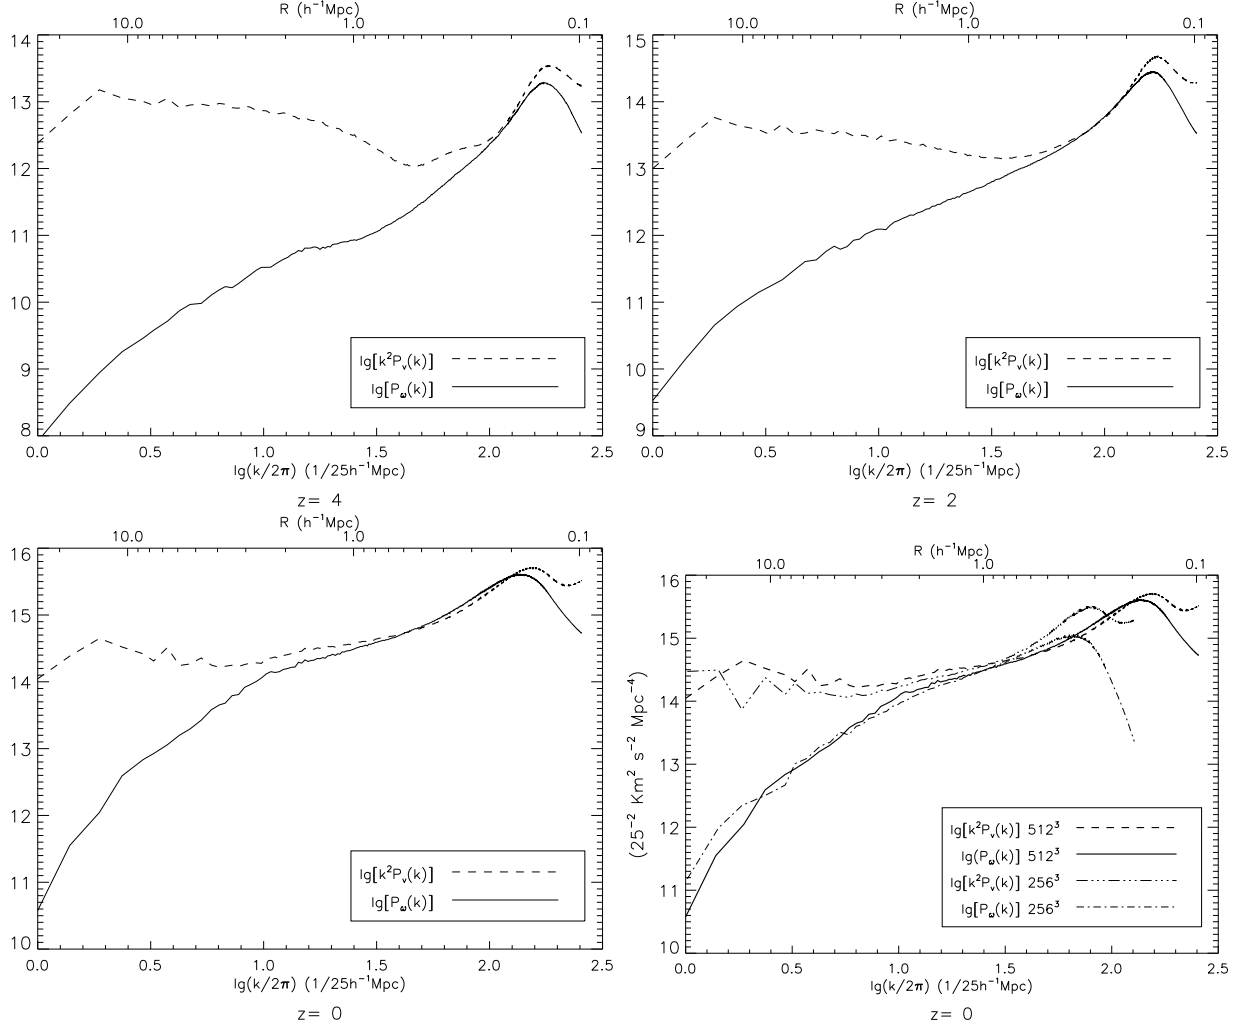 R (h⁻¹Mpc)
10.0 1.0 0.1
14
13
12
11
10
9
8
lg[k²Pᵥ(k)]
lg[P_ω(k)]
0.0 0.5 1.0 1.5 2.0 2.5
lg(k/2π) (1/25h⁻¹Mpc)
z= 4
R (h⁻¹Mpc)
10.0 1.0 0.1
15
14
13
12
11
10
9
lg[k²Pᵥ(k)]
lg[P_ω(k)]
0.0 0.5 1.0 1.5 2.0 2.5
lg(k/2π) (1/25h⁻¹Mpc)
z= 2
R (h⁻¹Mpc)
10.0 1.0 0.1
16
15
14
13
12
11
10
lg[k²Pᵥ(k)]
lg[P_ω(k)]
0.0 0.5 1.0 1.5 2.0 2.5
lg(k/2π) (1/25h⁻¹Mpc)
z= 0
R (h⁻¹Mpc)
10.0 1.0 0.1
(25⁻² Km² s⁻² Mpc⁻⁴)
16
15
14
13
12
11
10
lg[k²Pᵥ(k)] 512³
lg(P_ω(k)] 512³
lg[k²Pᵥ(k)] 256³
lg[P_ω(k)] 256³
0.0 0.5 1.0 1.5 2.0 2.5
lg(k/2π) (1/25h⁻¹Mpc)
z= 0